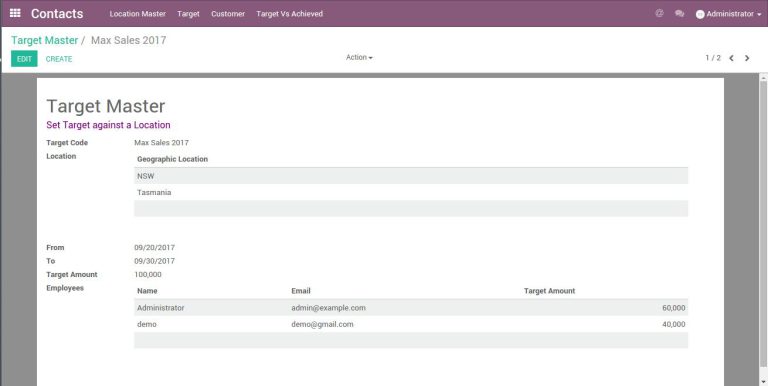 Contacts Location Master Target Customer Target Vs Achieved @ Administrator
Target Master / Max Sales 2017
EDIT CREATE Action 1 / 2
Target Master
Set Target against a Location
Target Code Max Sales 2017
Location Geographic Location
NSW
Tasmania
From 09/20/2017
To 09/30/2017
Target Amount 100,000
Employees Name Email Target Amount
Administrator admin@example.com 60,000
demo demo@gmail.com 40,000